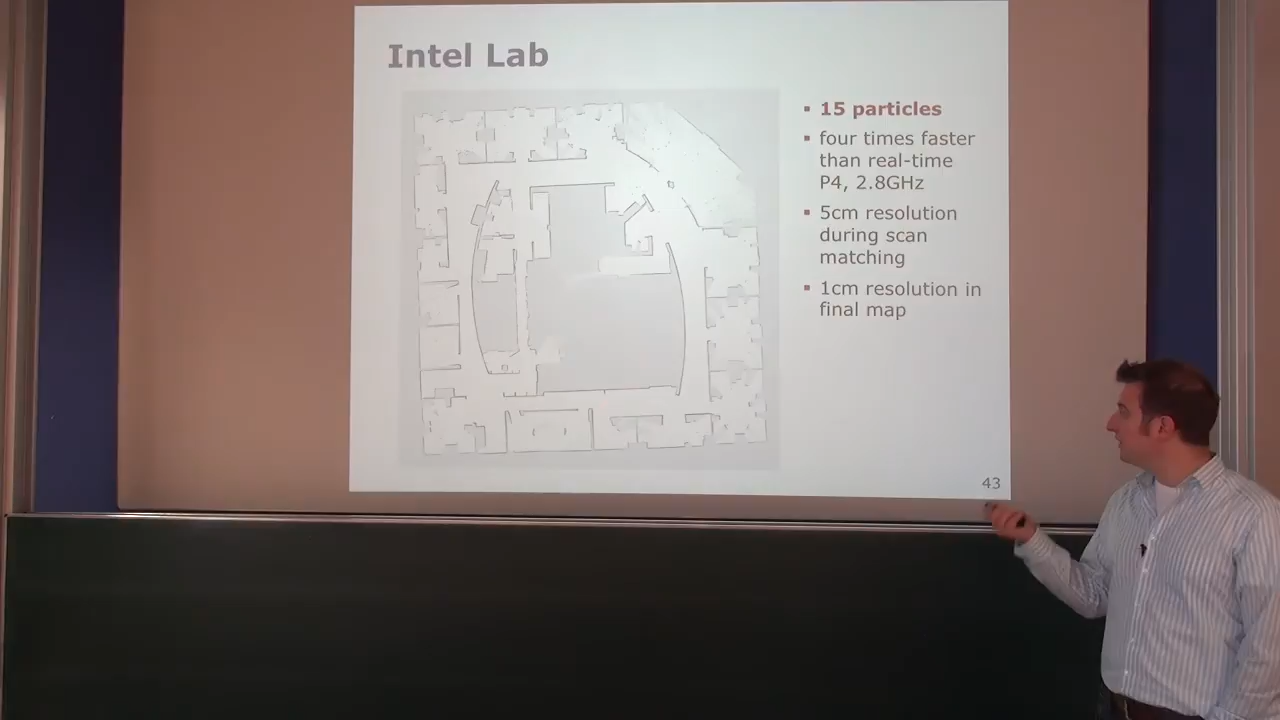 Intel Lab
▪ 15 particles
▪ four times faster
than real-time
P4, 2.8GHz
▪ 5cm resolution
during scan
matching
▪ 1cm resolution in
final map
43